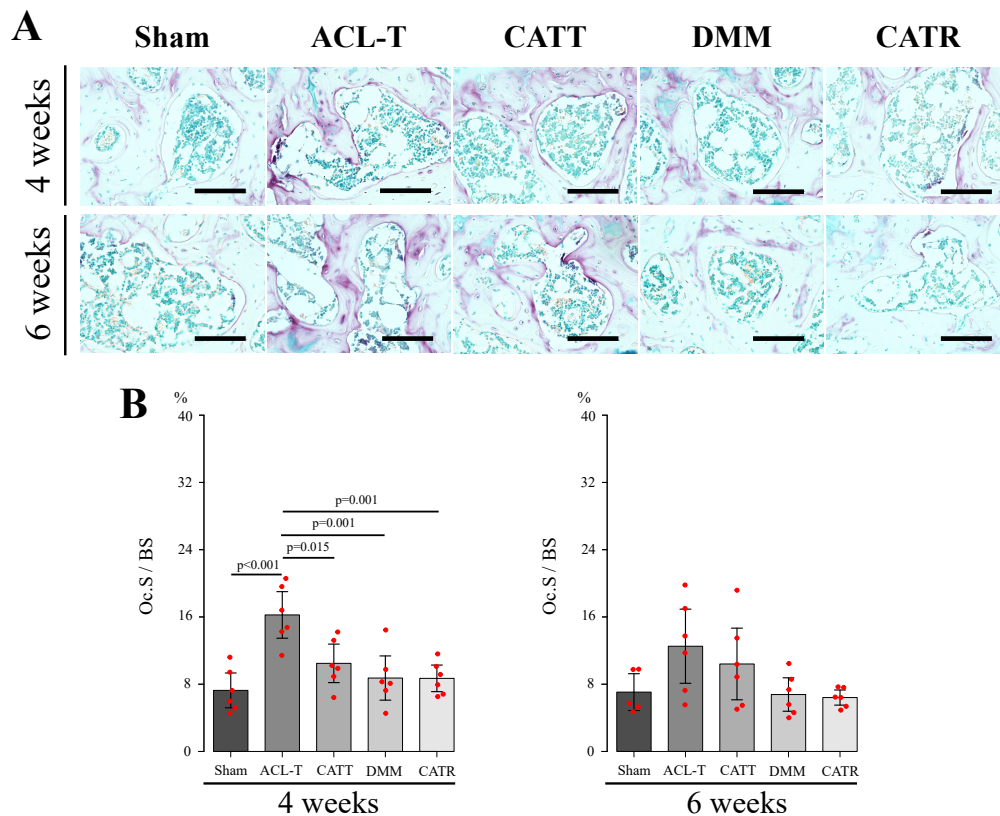 A
Sham ACL-T CATT DMM CATR
4 weeks
6 weeks
B
%
40
32
24
16
8
0
Oc.S / BS
p<0.001
p=0.015
p=0.001
p=0.001
Sham ACL-T CATT DMM CATR
4 weeks
%
40
32
24
16
8
0
Oc.S / BS
Sham ACL-T CATT DMM CATR
6 weeks